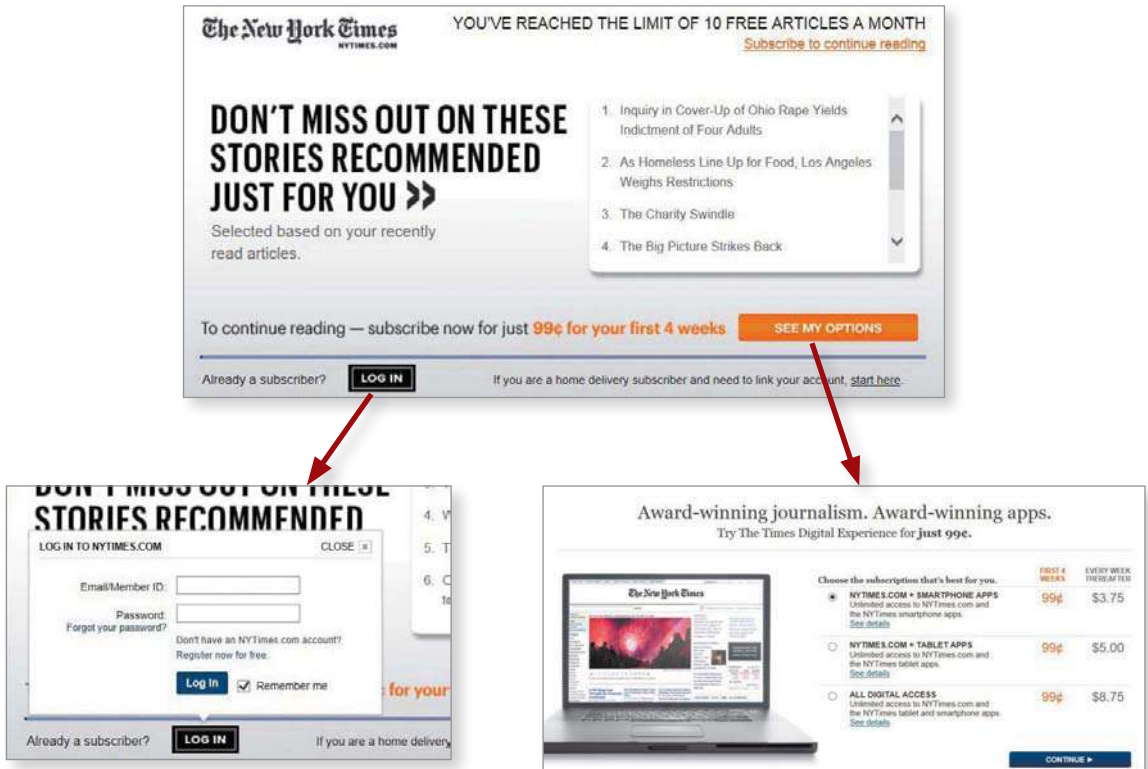 The New York Times
NYTIMES.COM
YOU'VE REACHED THE LIMIT OF 10 FREE ARTICLES A MONTH
Subscribe to continue reading
DON'T MISS OUT ON THESE
STORIES RECOMMENDED
JUST FOR YOU >>
Selected based on your recently
read articles.
1. Inquiry in Cover-Up of Ohio Rape Yields
Indictment of Four Adults
2. As Homeless Line Up for Food, Los Angeles
Weighs Restrictions
3. The Charity Swindle
4. The Big Picture Strikes Back
To continue reading — subscribe now for just 99¢ for your first 4 weeks
SEE MY OPTIONS
Already a subscriber?
LOG IN
If you are a home delivery subscriber and need to link your account, start here.
DON'T MISS OUT ON THESE
STORIES RECOMMENDED
4.
5. T
6.
LOG IN TO NYTIMES.COM
CLOSE
Email/Member ID:
Password:
Forgot your password?
Don't have an NYTimes.com account?
Register now for free.
Log In
Remember me
for your
Already a subscriber?
LOG IN
If you are a home delivery
Award-winning journalism. Award-winning apps.
Try The Times Digital Experience for just 99¢.
The New York Times
Choose the subscription that's best for you.
FIRST 4
WEEKS
EVERY WEEK
THEREAFTER
NYTIMES.COM + SMARTPHONE APPS
Unlimited access to NYTimes.com and
the NYTimes smartphone apps.
See details
99¢
$3.75
NYTIMES.COM + TABLET APPS
Unlimited access to NYTimes.com and
the NYTimes tablet apps.
See details
99¢
$5.00
ALL DIGITAL ACCESS
Unlimited access to NYTimes.com and
the NYTimes tablet and smartphone apps.
See details
99¢
$8.75
CONTINUE ►